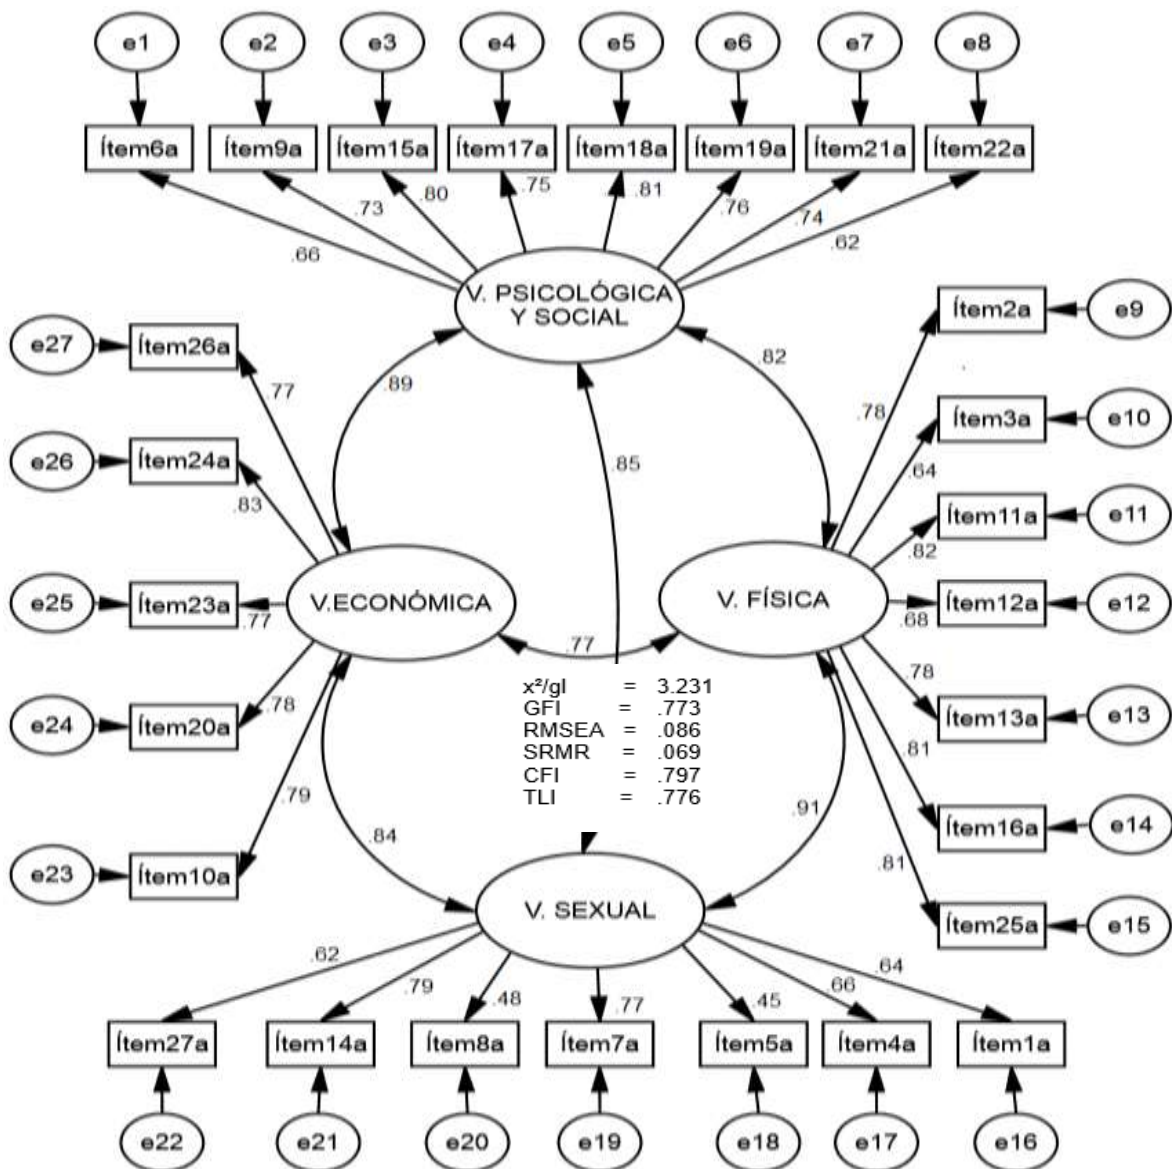 e1 e2 e3 e4 e5 e6 e7 e8
Ítem6a Ítem9a Ítem15a Ítem17a Ítem18a Ítem19a Ítem21a Ítem22a
.66 .73 .80 .75 .81 .76 .74 .62
V. PSICOLÓGICA
Y SOCIAL
Ítem2a e9
e27 Ítem26a
.89 .82
.77 .78
Ítem3a e10
e26 Ítem24a
.83 .85 .64
Ítem11a e11
.82
e25 Ítem23a
.77
V.ECONÓMICA
V. FÍSICA
Ítem12a e12
.68
.77
.78
e24 Ítem20a
.78
Ítem13a e13
x²/gl = 3.231
GFI = .773
RMSEA = .086
SRMR = .069
CFI = .797
TLI = .776
.79
.81
.84 .91
Ítem16a e14
e23 Ítem10a
.81
V. SEXUAL
Ítem25a e15
.62 .79 .48 .77 .45 .66 .64
Ítem27a Ítem14a Ítem8a Ítem7a Ítem5a Ítem4a Ítem1a
e22 e21 e20 e19 e18 e17 e16